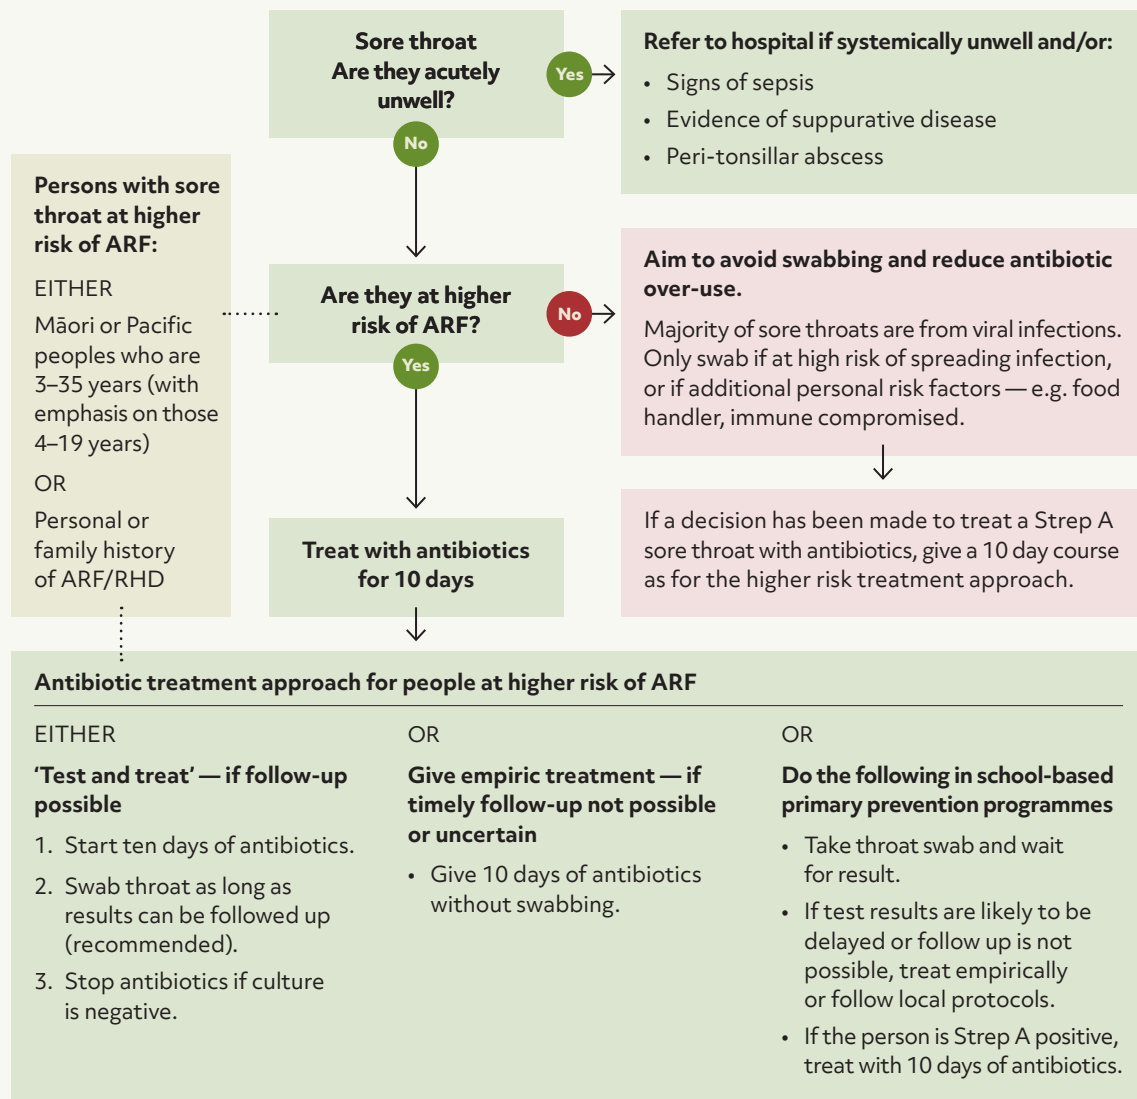 Sore throat
Are they acutely
unwell?
Yes
Refer to hospital if systemically unwell and/or:
• Signs of sepsis
• Evidence of suppurative disease
• Peri-tonsillar abscess
No
Persons with sore
throat at higher
risk of ARF:
EITHER
Māori or Pacific
peoples who are
3–35 years (with
emphasis on those
4–19 years)
OR
Personal or
family history
of ARF/RHD
Are they at higher
risk of ARF?
No
Aim to avoid swabbing and reduce antibiotic
over-use.
Majority of sore throats are from viral infections.
Only swab if at high risk of spreading infection,
or if additional personal risk factors — e.g. food
handler, immune compromised.
Yes
If a decision has been made to treat a Strep A
sore throat with antibiotics, give a 10 day course
as for the higher risk treatment approach.
Treat with antibiotics
for 10 days
Antibiotic treatment approach for people at higher risk of ARF
EITHER
‘Test and treat’ — if follow-up
possible
1. Start ten days of antibiotics.
2. Swab throat as long as
results can be followed up
(recommended).
3. Stop antibiotics if culture
is negative.
OR
Give empiric treatment — if
timely follow-up not possible
or uncertain
• Give 10 days of antibiotics
without swabbing.
OR
Do the following in school-based
primary prevention programmes
• Take throat swab and wait
for result.
• If test results are likely to be
delayed or follow up is not
possible, treat empirically
or follow local protocols.
• If the person is Strep A positive,
treat with 10 days of antibiotics.